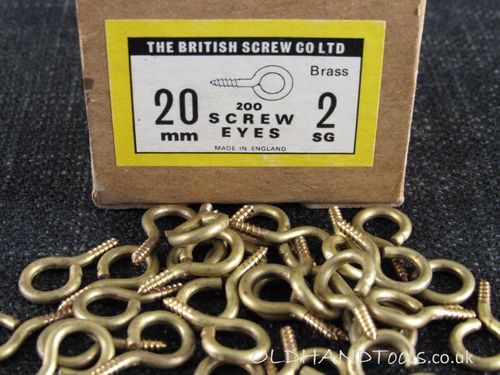 THE BRITISH SCREW CO LTD
Brass
20 mm
200
SCREW
EYES
2 SG
MADE IN ENGLAND
OLDHANDTOOLS.co.uk